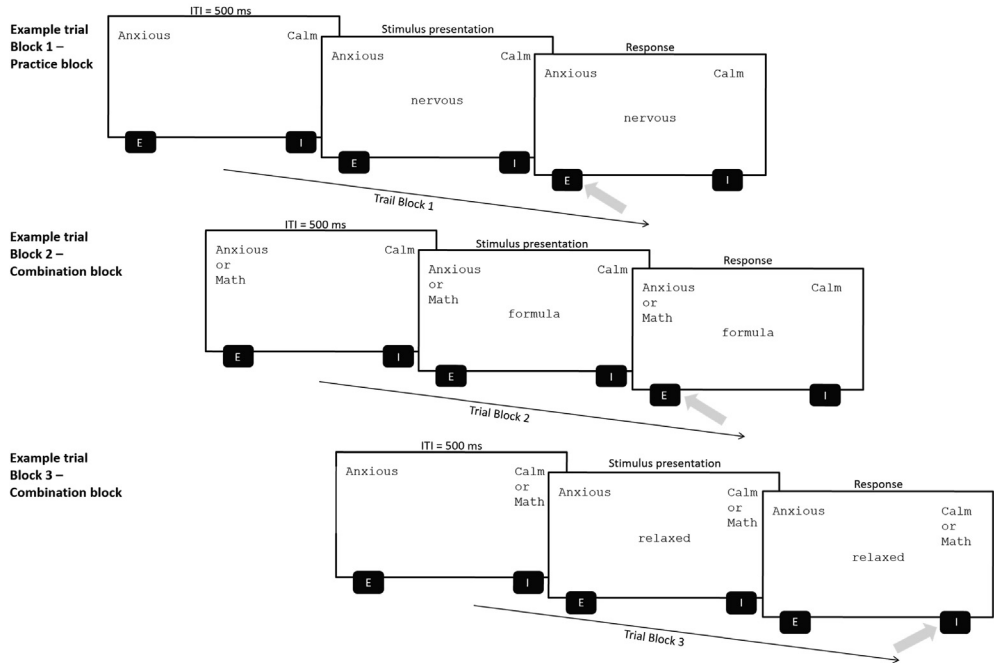 Example trial
Block 1 –
Practice block
ITI = 500 ms
Anxious Calm
E I
Stimulus presentation
Anxious Calm
nervous
E I
Response
Anxious Calm
nervous
E I
Trail Block 1
Example trial
Block 2 –
Combination block
ITI = 500 ms
Anxious Calm
or
Math
E I
Stimulus presentation
Anxious Calm
or
Math
formula
E I
Response
Anxious Calm
or
Math
formula
E I
Trial Block 2
Example trial
Block 3 –
Combination block
ITI = 500 ms
Anxious Calm
or
Math
E I
Stimulus presentation
Anxious Calm
or
Math
relaxed
E I
Response
Anxious Calm
or
Math
relaxed
E I
Trial Block 3